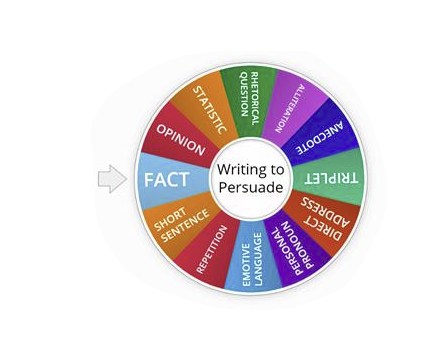 Writing to
Persuade
FACT
OPINION
STATISTIC
RHETORICAL
QUESTION
ALLITERATION
ANECDOTE
TRIPLET
DIRECT
ADDRESS
PERSONAL
PRONOUN
EMOTIVE
LANGUAGE
REPETITION
SHORT
SENTENCE